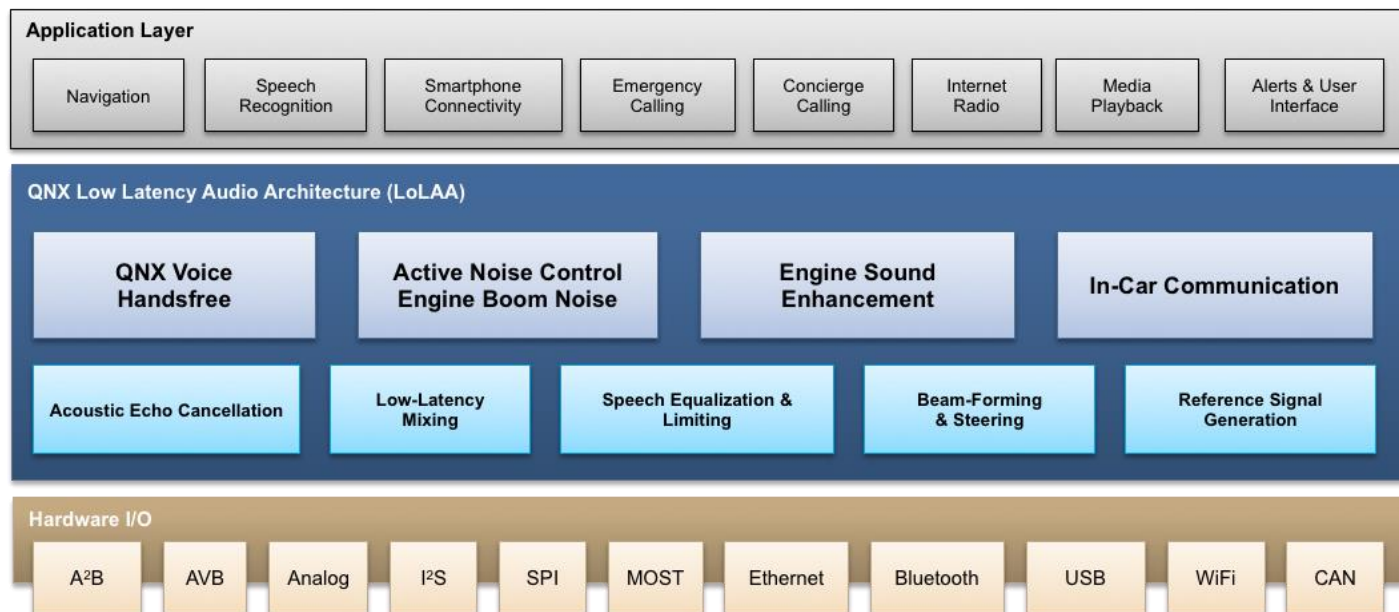 Application Layer
Navigation
Speech
Recognition
Smartphone
Connectivity
Emergency
Calling
Concierge
Calling
Internet
Radio
Media
Playback
Alerts & User
Interface
QNX Low Latency Audio Architecture (LoLAA)
QNX Voice
Handsfree
Active Noise Control
Engine Boom Noise
Engine Sound
Enhancement
In-Car Communication
Acoustic Echo Cancellation
Low-Latency
Mixing
Speech Equalization &
Limiting
Beam-Forming
& Steering
Reference Signal
Generation
Hardware I/O
A²B
AVB
Analog
I²S
SPI
MOST
Ethernet
Bluetooth
USB
WiFi
CAN